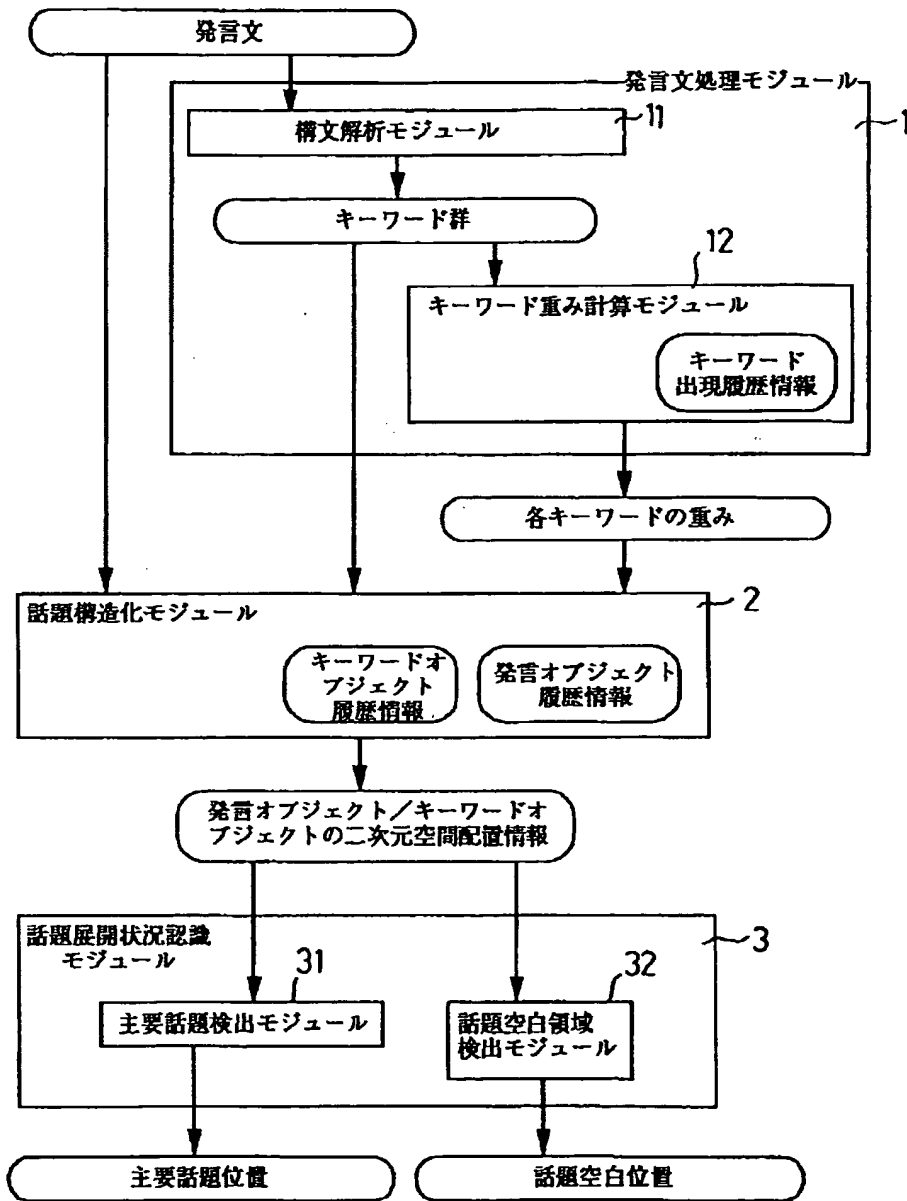 発言文
発言文処理モジュール
1
構文解析モジュール
11
キーワード群
12
キーワード重み計算モジュール
キーワード
出現履歴情報
各キーワードの重み
2
話題構造化モジュール
キーワードオ
ブジェクト
履歴情報
発言オブジェクト
履歴情報
発言オブジェクト／キーワードオ
ブジェクトの二次元空間配置情報
話題展開状況認識
モジュール
3
31
主要話題検出モジュール
32
話題空白領域
検出モジュール
主要話題位置
話題空白位置